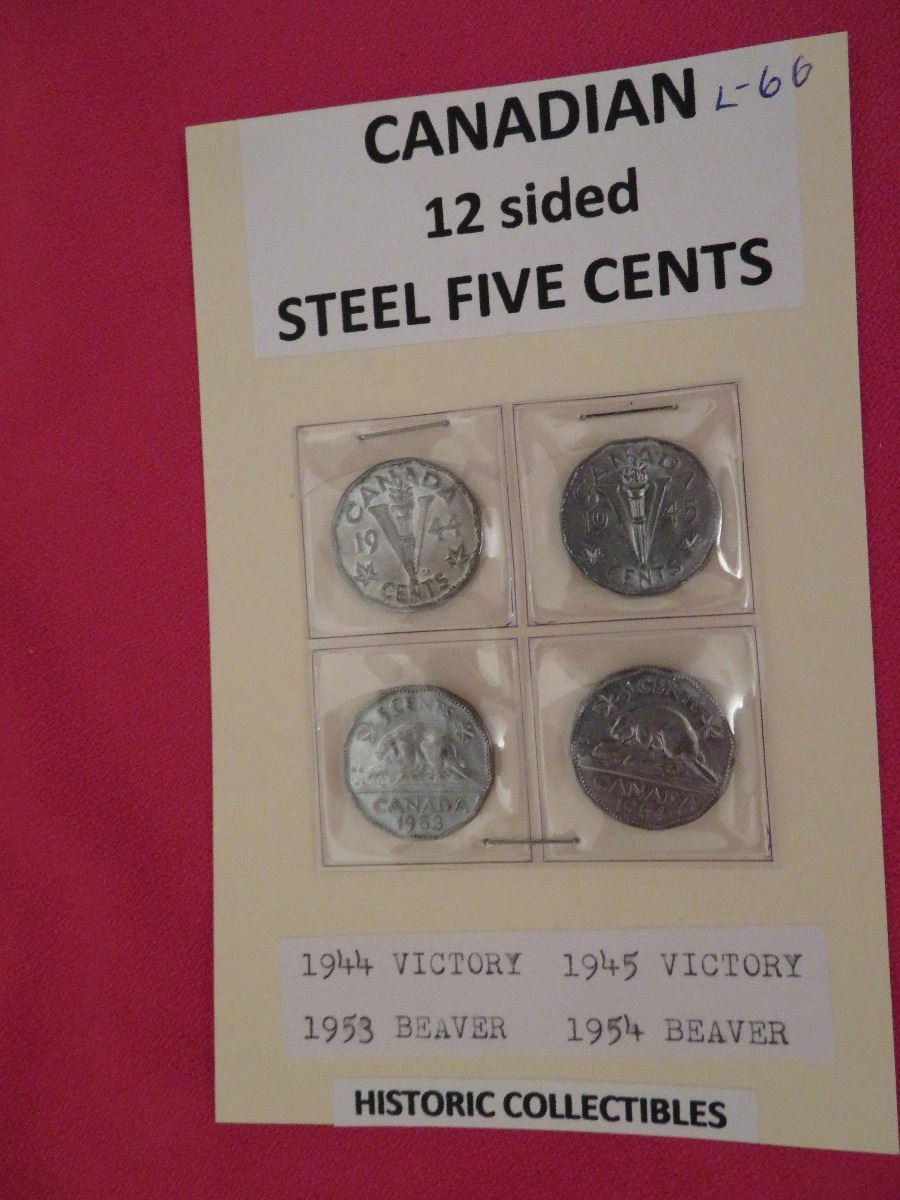 CANADIAN L-66
12 sided
STEEL FIVE CENTS
CANADA
19 44
CENTS
CANADA
19 45
CENTS
5 CENTS
CANADA
1953
5 CENTS
CANADA
1944 VICTORY 1945 VICTORY
1953 BEAVER 1954 BEAVER
HISTORIC COLLECTIBLES